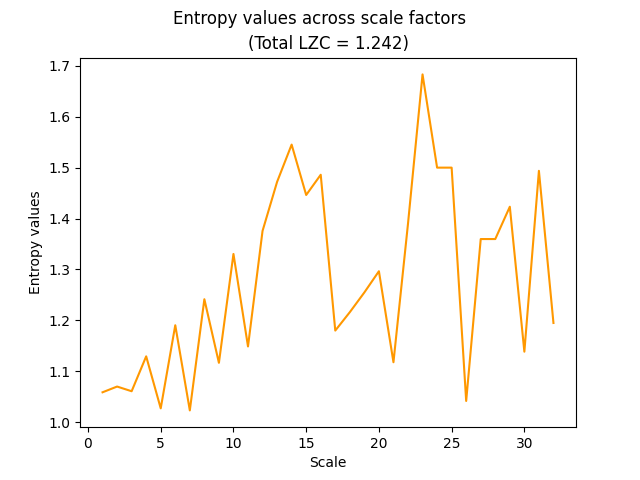 Entropy values across scale factors
(Total LZC = 1.242)
1.7
1.6
1.5
1.4
1.3
1.2
1.1
1.0
Entropy values
0 5 10 15 20 25 30
Scale